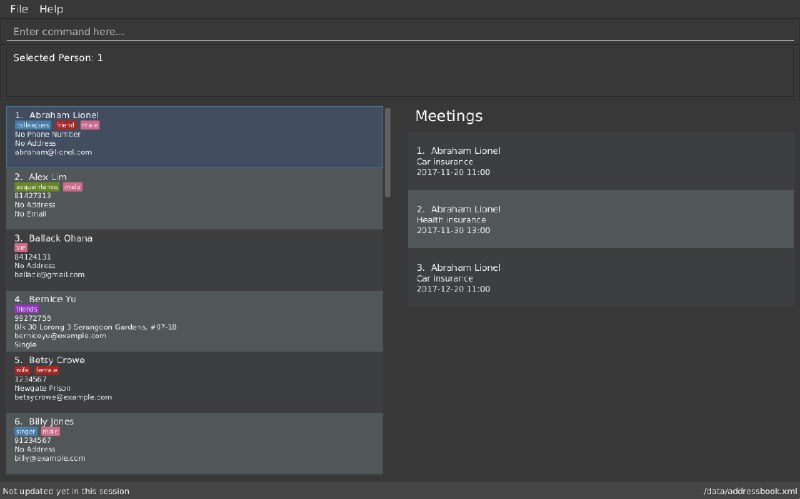 File Help
Enter command here...
Selected Person: 1
1. Abraham Lionel
colleagues friend male
No Phone Number
No Address
abraham@lionel.com
2. Alex Lim
acquaintance male
81427313
No Address
No Email
3. Ballack Ohana
84124131
No Address
ballack@gmail.com
4. Bernice Yu
friends
99272758
Blk 30 Lorong 3 Serangoon Gardens, #07-18
berniceyu@example.com
Single
5. Betsy Crowe
wife female
1234567
Newgate Prison
betsycrowe@example.com
6. Billy Jones
singer male
91234567
No Address
billy@example.com
Meetings
1. Abraham Lionel
Car insurance
2017-11-20 11:00
2. Abraham Lionel
Health insurance
2017-11-30 13:00
3. Abraham Lionel
Car insurance
2017-12-20 11:00
Not updated yet in this session
/data/addressbook.xml